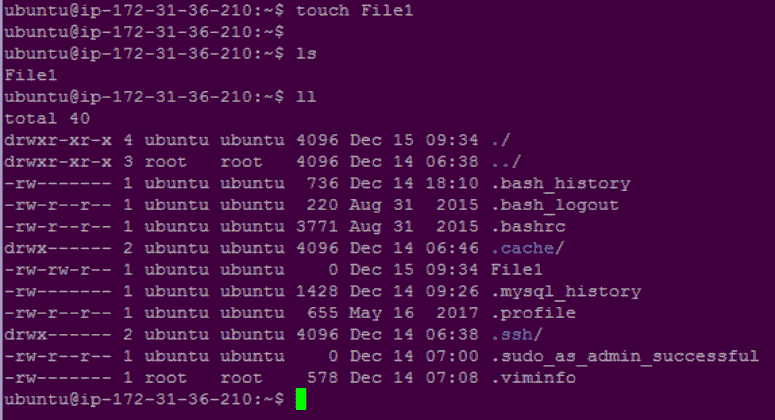 ubuntu@ip-172-31-36-210:~$ touch File1
ubuntu@ip-172-31-36-210:~$
ubuntu@ip-172-31-36-210:~$ ls
File1
ubuntu@ip-172-31-36-210:~$ ll
total 40
drwxr-xr-x 4 ubuntu ubuntu 4096 Dec 15 09:34 ./
drwxr-xr-x 3 root   root   4096 Dec 14 06:38 ../
-rw------- 1 ubuntu ubuntu  736 Dec 14 18:10 .bash_history
-rw-r--r-- 1 ubuntu ubuntu  220 Aug 31  2015 .bash_logout
-rw-r--r-- 1 ubuntu ubuntu 3771 Aug 31  2015 .bashrc
drwx------ 2 ubuntu ubuntu 4096 Dec 14 06:46 .cache/
-rw-rw-r-- 1 ubuntu ubuntu    0 Dec 15 09:34 File1
-rw------- 1 ubuntu ubuntu 1428 Dec 14 09:26 .mysql_history
-rw-r--r-- 1 ubuntu ubuntu  655 May 16  2017 .profile
drwx------ 2 ubuntu ubuntu 4096 Dec 14 06:38 .ssh/
-rw-r--r-- 1 ubuntu ubuntu    0 Dec 14 07:00 .sudo_as_admin_successful
-rw------- 1 root   root    578 Dec 14 07:08 .viminfo
ubuntu@ip-172-31-36-210:~$